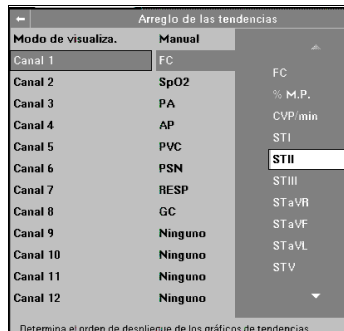 Arreglo de las tendencias
Modo de visualiza. Manual
Canal 1 FC
Canal 2 SpO2
Canal 3 PA
Canal 4 AP
Canal 5 PVC
Canal 6 PSN
Canal 7 RESP
Canal 8 GC
Canal 9 Ninguno
Canal 10 Ninguno
Canal 11 Ninguno
Canal 12 Ninguno
FC
% M.P.
CVP/min
STI
STII
STIII
STaVR
STaVF
STaVL
STV
Determina el orden de despliegue de los gráficos de tendencias